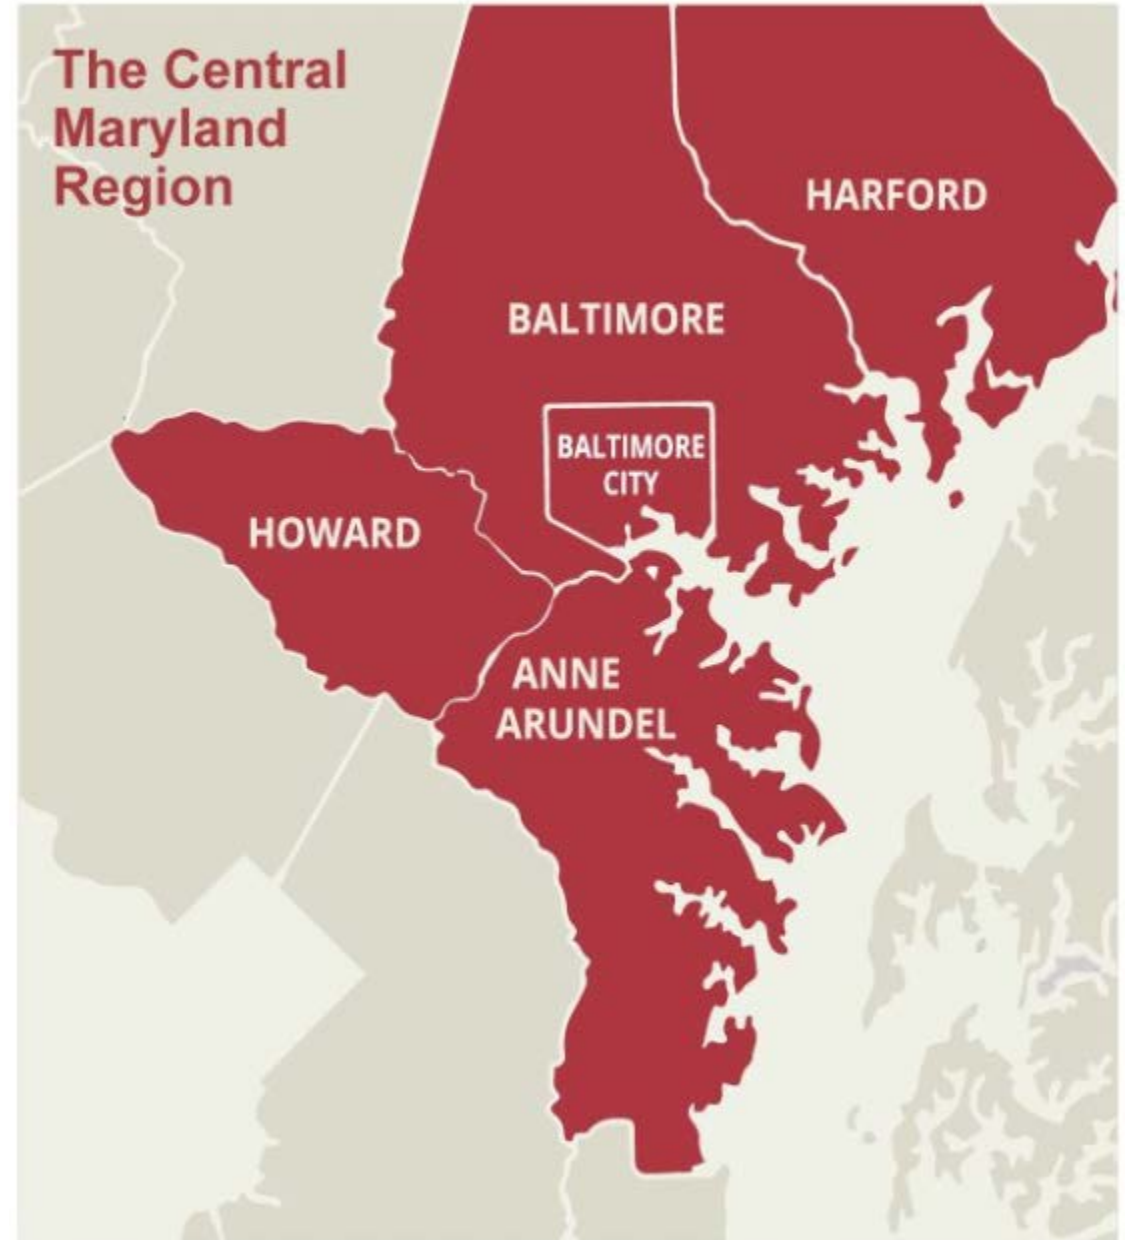 The Central
Maryland
Region
HARFORD
BALTIMORE
BALTIMORE
CITY
HOWARD
ANNE
ARUNDEL